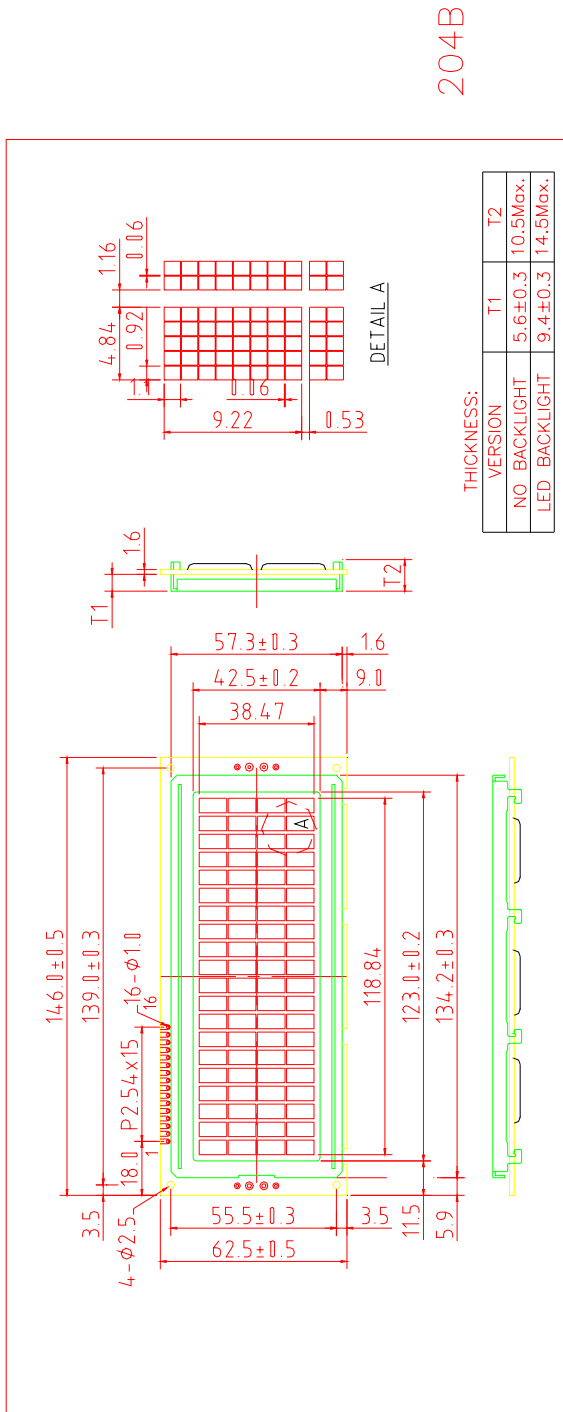 204B
146.0±0.5
139.0±0.3
3.5
18.0
P2.54x15
16-ϕ1.0
1
16
4-ϕ2.5
A
57.3±0.3
42.5±0.2
38.47
1.6
9.0
55.5±0.3
3.5
62.5±0.5
118.84
123.0±0.2
134.2±0.3
11.5
5.9
T1
1.6
T2
4.84
1.16
0.92
0.06
0.06
9.22
0.53
DETAIL A
THICKNESS:
VERSION T1 T2
NO BACKLIGHT 5.6±0.3 10.5Max.
LED BACKLIGHT 9.4±0.3 14.5Max.